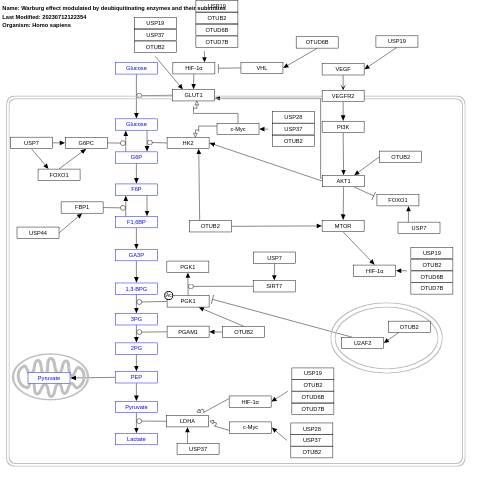 Name: Warburg effect modulated by deubiquitinating enzymes and their substrates
Last Modified: 20230712122354
Organism: Homo sapiens
USP19
OTUB2
OTUD6B
OTUD7B
USP19
USP37
OTUB2
OTUD6B
USP19
Glucose
HIF-1α
VHL
VEGF
GLUT1
VEGFR2
Glucose
c-Myc
USP28
USP37
OTUB2
PI3K
USP7
G6PC
HK2
G6P
OTUB2
FOXO1
F6P
AKT1
FOXO1
FBP1
F1,6BP
USP44
OTUB2
MTOR
USP7
GA3P
PGK1
USP7
HIF-1α
USP19
OTUB2
OTUD6B
OTUD7B
1,3-BPG
Ac
PGK1
SIRT7
3PG
PGAM1
OTUB2
OTUB2
U2AF2
2PG
Pyruvate
PEP
USP19
OTUB2
OTUD6B
OTUD7B
Pyruvate
HIF-1α
LDHA
c-Myc
USP28
USP37
OTUB2
Lactate
USP37